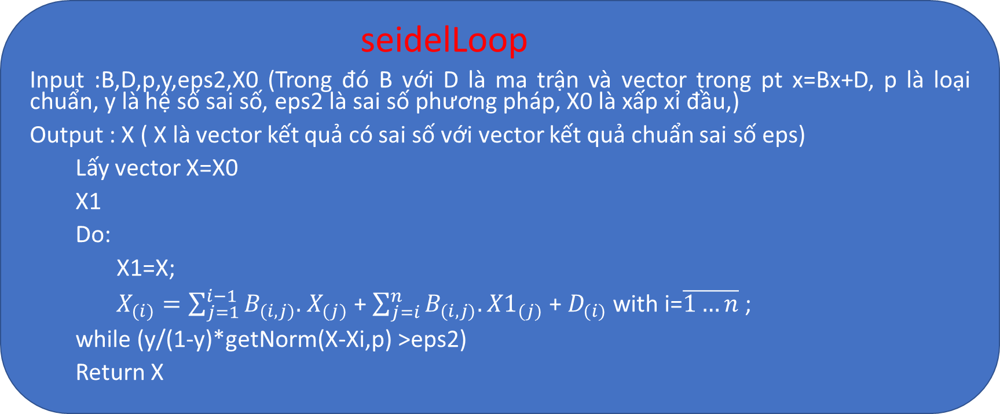 seidelLoop
Input :B,D,p,y,eps2,X0 (Trong đó B với D là ma trận và vector trong pt x=Bx+D, p là loại
chuẩn, y là hệ số sai số, eps2 là sai số phương pháp, X0 là xấp xỉ đầu,)
Output : X ( X là vector kết quả có sai số với vector kết quả chuẩn sai số eps)
Lấy vector X=X0
X1
Do:
X1=X;
$X_{(i)} = \sum_{j=1}^{i-1} B_{(i,j)}. X_{(j)} + \sum_{j=i}^{n} B_{(i,j)}. X1_{(j)} + D_{(i)}$ with i=$\overline{1 \ldots n}$ ;
while (y/(1-y)*getNorm(X-Xi,p) >eps2)
Return X